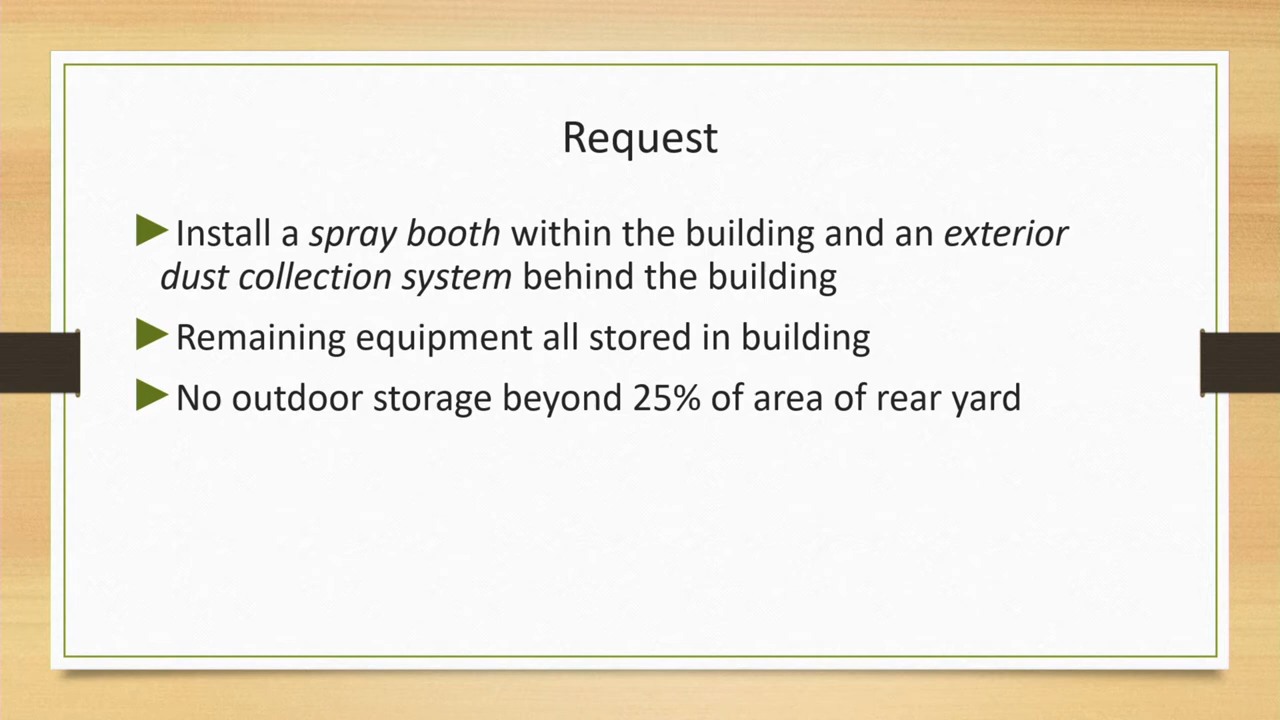 Request
Install a spray booth within the building and an exterior
dust collection system behind the building
Remaining equipment all stored in building
No outdoor storage beyond 25% of area of rear yard